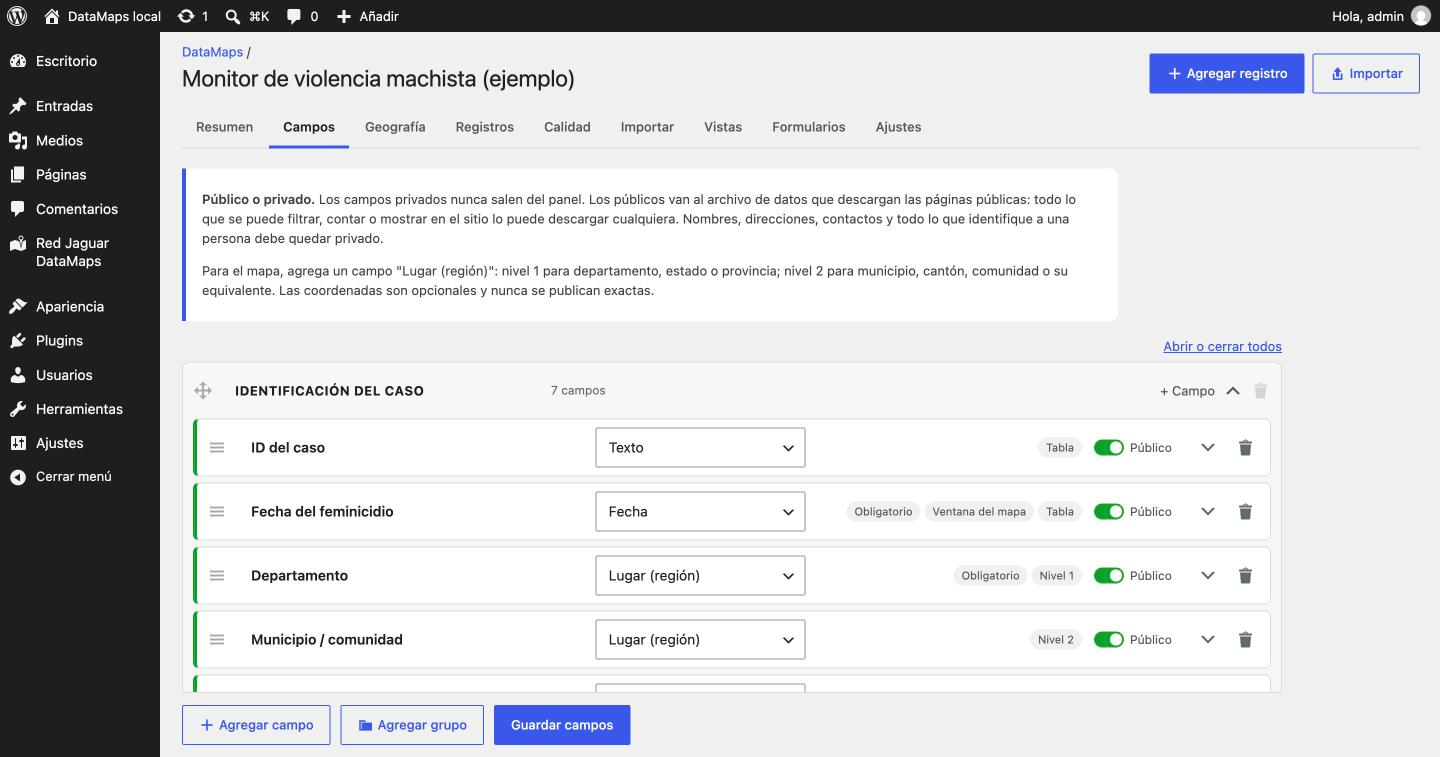 DataMaps local
1
⌘K
0
Añadir
Hola, admin
Escritorio
Entradas
Medios
Páginas
Comentarios
Red Jaguar
DataMaps
Apariencia
Plugins
Usuarios
Herramientas
Ajustes
Cerrar menú
DataMaps /
Monitor de violencia machista (ejemplo)
Agregar registro
Importar
Resumen
Campos
Geografía
Registros
Calidad
Importar
Vistas
Formularios
Ajustes
Público o privado. Los campos privados nunca salen del panel. Los públicos van al archivo de datos que descargan las páginas públicas: todo lo
que se puede filtrar, contar o mostrar en el sitio lo puede descargar cualquiera. Nombres, direcciones, contactos y todo lo que identifique a una
persona debe quedar privado.
Para el mapa, agrega un campo "Lugar (región)": nivel 1 para departamento, estado o provincia; nivel 2 para municipio, cantón, comunidad o su
equivalente. Las coordenadas son opcionales y nunca se publican exactas.
Abrir o cerrar todos
IDENTIFICACIÓN DEL CASO
7 campos
+ Campo
ID del caso
Texto
Tabla
Público
Fecha del feminicidio
Fecha
Obligatorio
Ventana del mapa
Tabla
Público
Departamento
Lugar (región)
Obligatorio
Nivel 1
Público
Municipio / comunidad
Lugar (región)
Nivel 2
Público
Agregar campo
Agregar grupo
Guardar campos